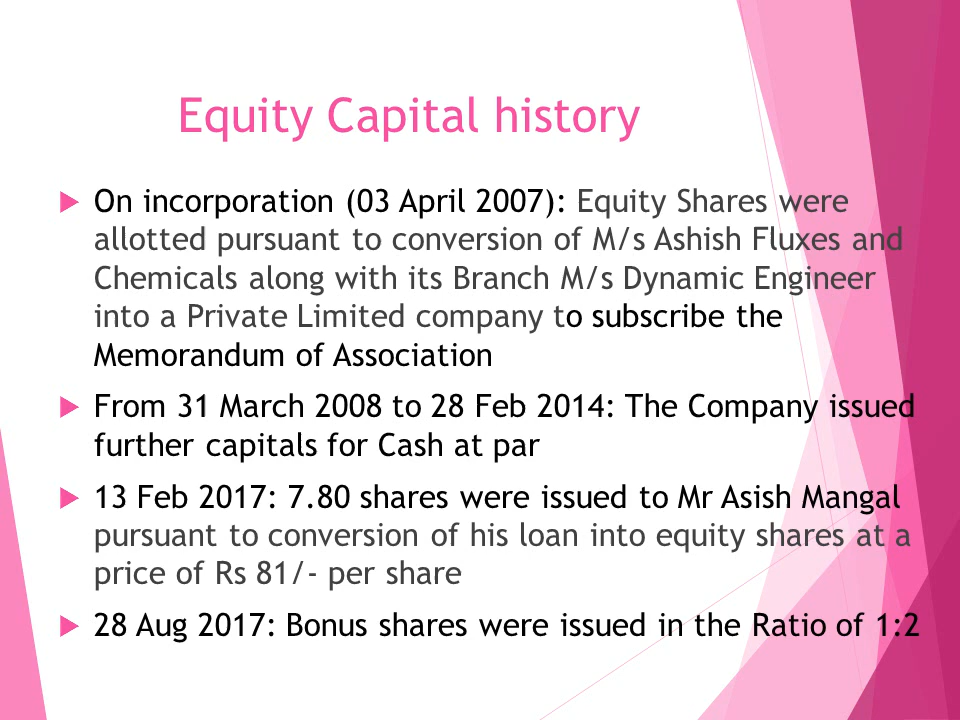 Equity Capital history
On incorporation (03 April 2007): Equity Shares were
allotted pursuant to conversion of M/s Ashish Fluxes and
Chemicals along with its Branch M/s Dynamic Engineer
into a Private Limited company to subscribe the
Memorandum of Association
From 31 March 2008 to 28 Feb 2014: The Company issued
further capitals for Cash at par
13 Feb 2017: 7.80 shares were issued to Mr Asish Mangal
pursuant to conversion of his loan into equity shares at a
price of Rs 81/- per share
28 Aug 2017: Bonus shares were issued in the Ratio of 1:2